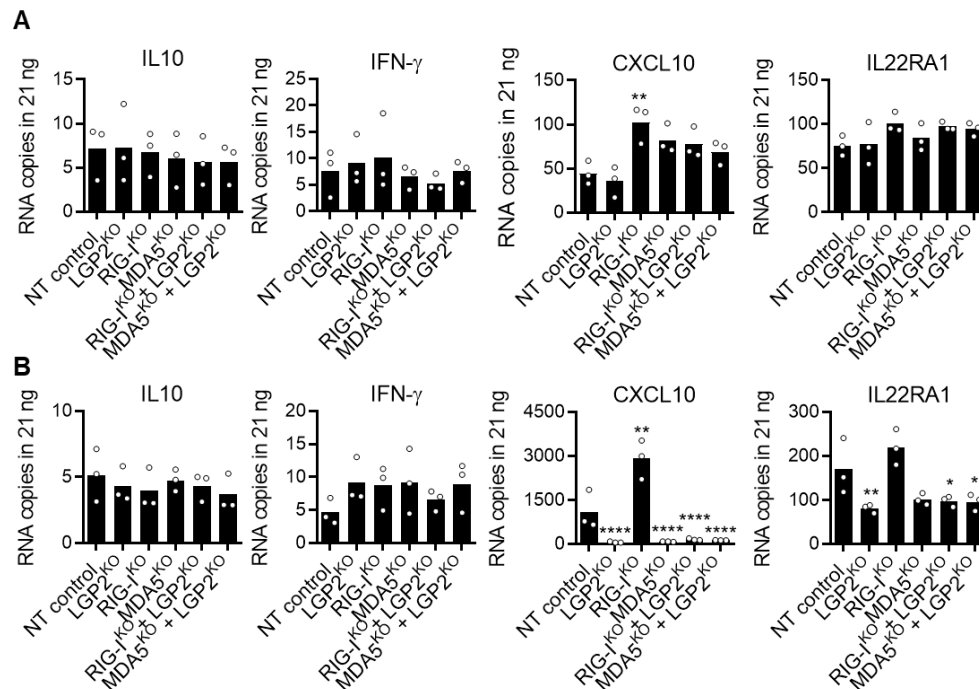 A
IL10
IFN-γ
CXCL10
IL22RA1
RNA copies in 21 ng
15
10
5
0
NT control
LGP2KO
RIG-IKO
MDA5KO
RIG-IKO + LGP2KO
MDA5KO + LGP2KO
RNA copies in 21 ng
25
20
15
10
5
0
NT control
LGP2KO
RIG-IKO
MDA5KO
RIG-IKO + LGP2KO
MDA5KO + LGP2KO
RNA copies in 21 ng
150
100
50
0
**
NT control
LGP2KO
RIG-IKO
MDA5KO
RIG-IKO + LGP2KO
MDA5KO + LGP2KO
RNA copies in 21 ng
150
100
50
0
NT control
LGP2KO
RIG-IKO
MDA5KO
RIG-IKO + LGP2KO
MDA5KO + LGP2KO
B
IL10
IFN-γ
CXCL10
IL22RA1
RNA copies in 21 ng
10
5
0
NT control
LGP2KO
RIG-IKO
MDA5KO
RIG-IKO + LGP2KO
MDA5KO + LGP2KO
RNA copies in 21 ng
20
15
10
5
0
NT control
LGP2KO
RIG-IKO
MDA5KO
RIG-IKO + LGP2KO
MDA5KO + LGP2KO
RNA copies in 21 ng
4500
3000
1500
0
****
**
****
****
****
NT control
LGP2KO
RIG-IKO
MDA5KO
RIG-IKO + LGP2KO
MDA5KO + LGP2KO
RNA copies in 21 ng
300
200
100
0
**
*
*
NT control
LGP2KO
RIG-IKO
MDA5KO
RIG-IKO + LGP2KO
MDA5KO + LGP2KO